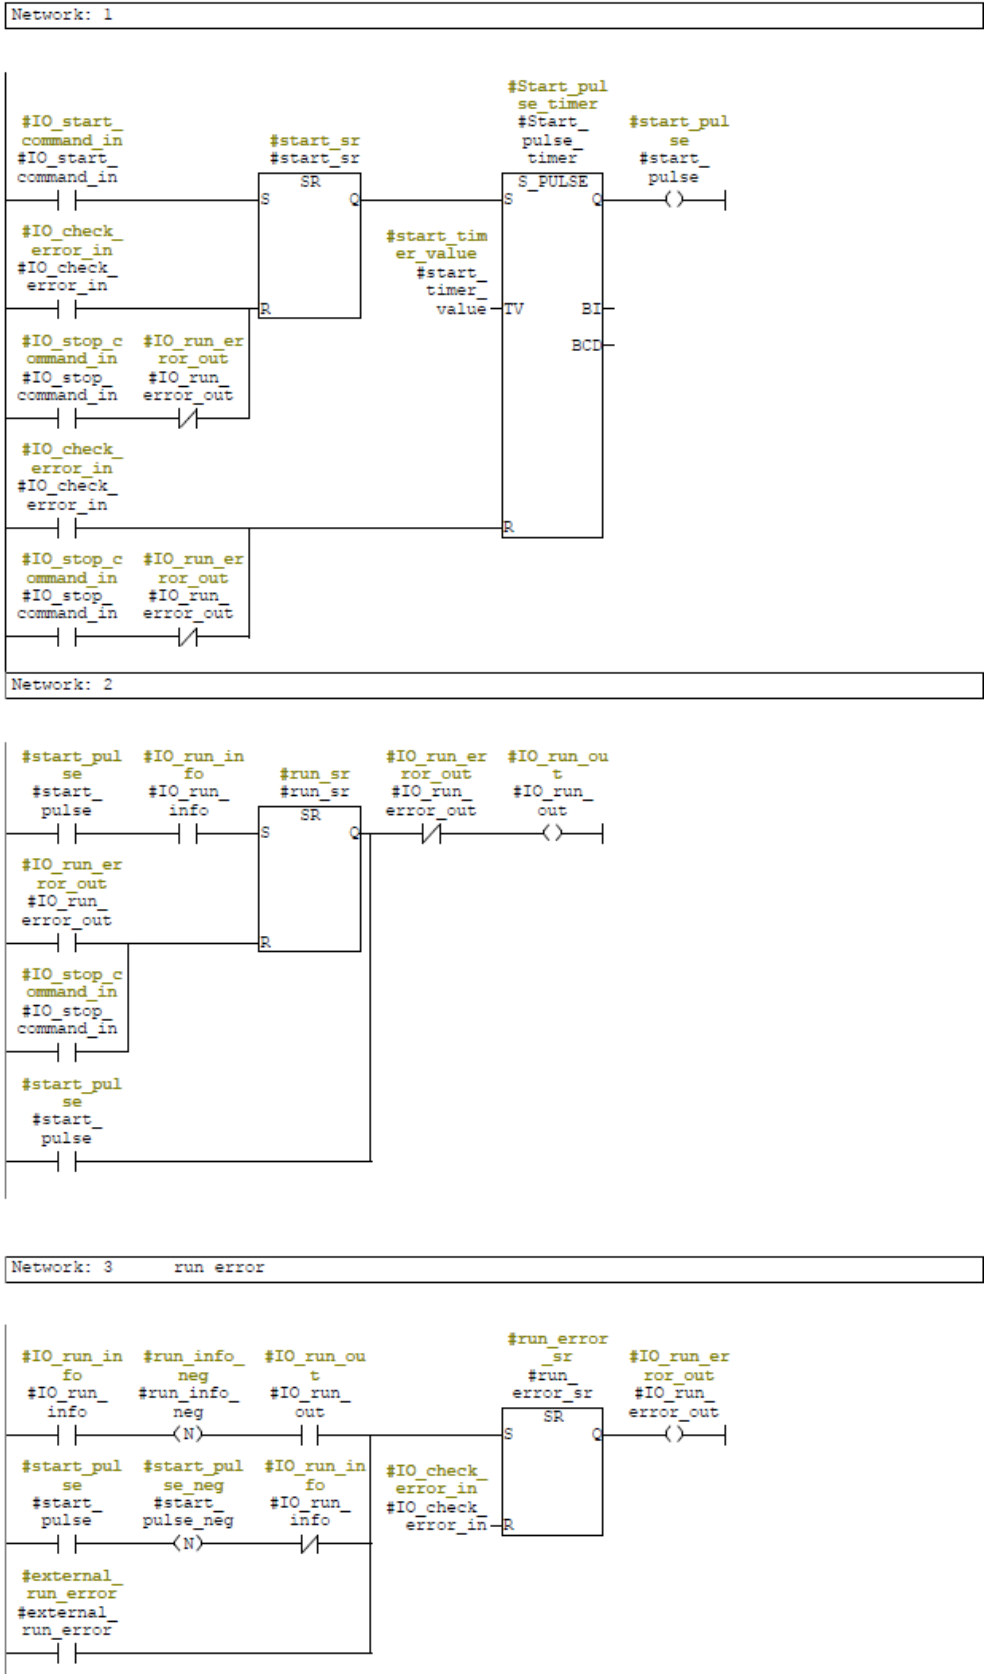 Network: 1
#Start_pul
se_timer
#Start_
pulse_
timer
#IO_start_
command_in
#IO_start_
command_in
#start_sr
#start_sr
#start_pul
se
#start_
pulse
SR
S_PULSE
S Q
S Q
#IO_check_
error_in
#IO_check_
error_in
#start_tim
er_value
#start_
timer_
value
R
TV BI
BCD
#IO_stop_c
ommand_in
#IO_stop_
command_in
#IO_run_er
ror_out
#IO_run_
error_out
#IO_check_
error_in
#IO_check_
error_in
R
#IO_stop_c
ommand_in
#IO_stop_
command_in
#IO_run_er
ror_out
#IO_run_
error_out
Network: 2
#start_pul
se
#start_
pulse
#IO_run_in
fo
#IO_run_
info
#run_sr
#run_sr
#IO_run_er
ror_out
#IO_run_
error_out
#IO_run_ou
t
#IO_run_
out
SR
S Q
#IO_run_er
ror_out
#IO_run_
error_out
R
#IO_stop_c
ommand_in
#IO_stop_
command_in
#start_pul
se
#start_
pulse
Network: 3 run error
#IO_run_in
fo
#IO_run_
info
#run_info_
neg
#run_info_
neg
N
#IO_run_ou
t
#IO_run_
out
#run_error
_sr
#run_
error_sr
#IO_run_er
ror_out
#IO_run_
error_out
SR
S Q
#start_pul
se
#start_
pulse
#start_pul
se_neg
#start_
pulse_neg
N
#IO_run_in
fo
#IO_run_
info
#IO_check_
error_in
#IO_check_
error_in
R
#external_
run_error
#external_
run_error